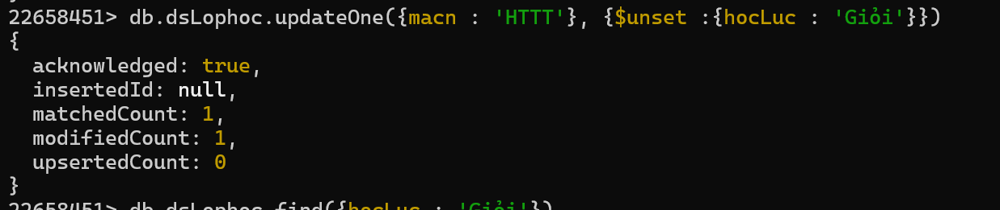 22658451> db.dsLophoc.updateOne({macn : 'HTTT'}, {$unset :{hocLuc : 'Giỏi'}})
{
  acknowledged: true,
  insertedId: null,
  matchedCount: 1,
  modifiedCount: 1,
  upsertedCount: 0
}
22658451> db.dsLophoc.find({hocLuc : 'Giỏi'})